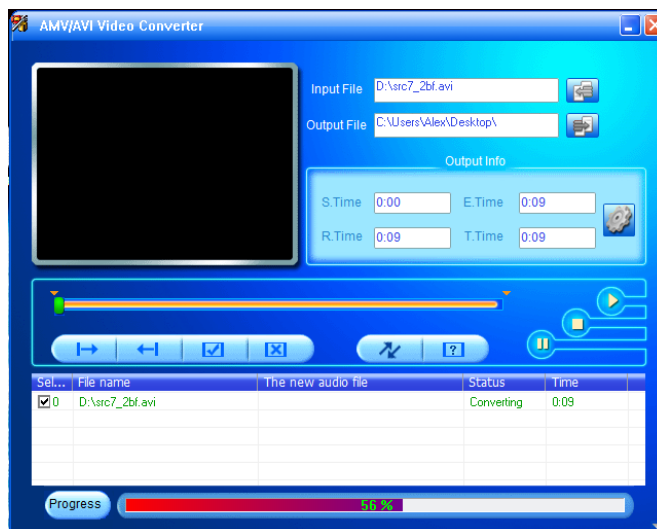 AMV/AVI Video Converter
Input File D:\src7_2bf.avi
Output File C:\Users\Alex\Desktop\
Output Info
S.Time 0:00 E.Time 0:09
R.Time 0:09 T.Time 0:09
Sel... File name The new audio file Status Time
0 D:\src7_2bf.avi Converting 0:09
Progress 56 %